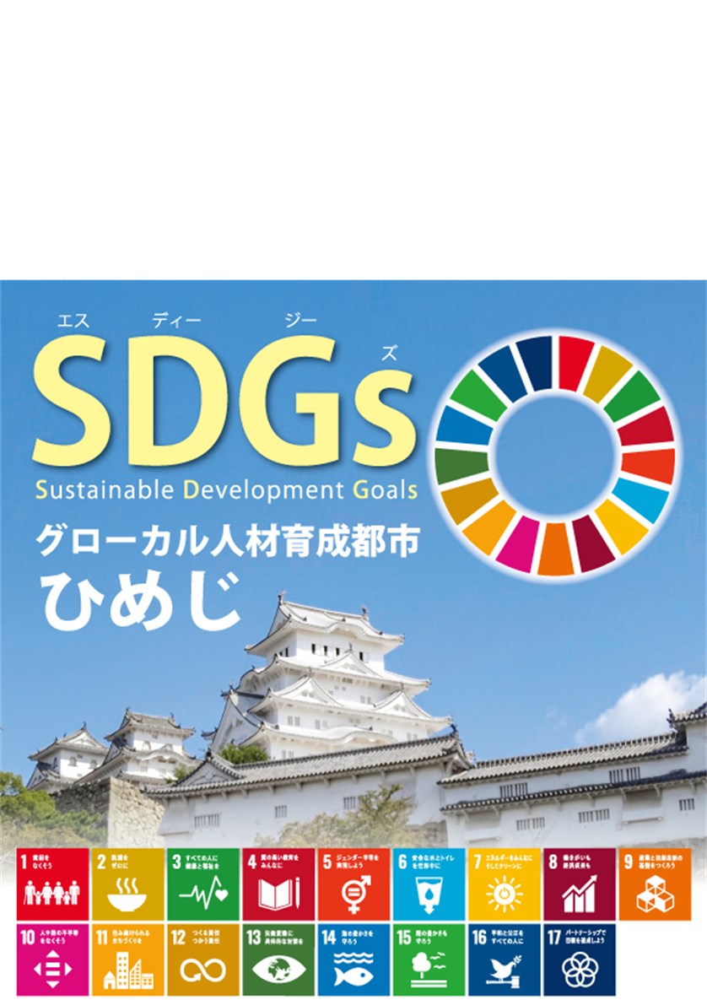 エス ディー ジー ズ
SDGs
Sustainable Development Goals
グローカル人材育成都市
ひめじ
1 貧困を
なくそう
2 飢餓を
ゼロに
3 すべての人に
健康と福祉を
4 質の高い教育を
みんなに
5 ジェンダー平等を
実現しよう
6 安全な水とトイレ
を世界中に
7 エネルギーをみんなに
そしてクリーンに
8 働きがいも
経済成長も
9 産業と技術革新の
基盤をつくろう
10 人や国の不平等
をなくそう
11 住み続けられる
まちづくりを
12 つくる責任
つかう責任
13 気候変動に
具体的な対策を
14 海の豊かさを
守ろう
15 陸の豊かさも
守ろう
16 平和と公正を
すべての人に
17 パートナーシップで
目標を達成しよう